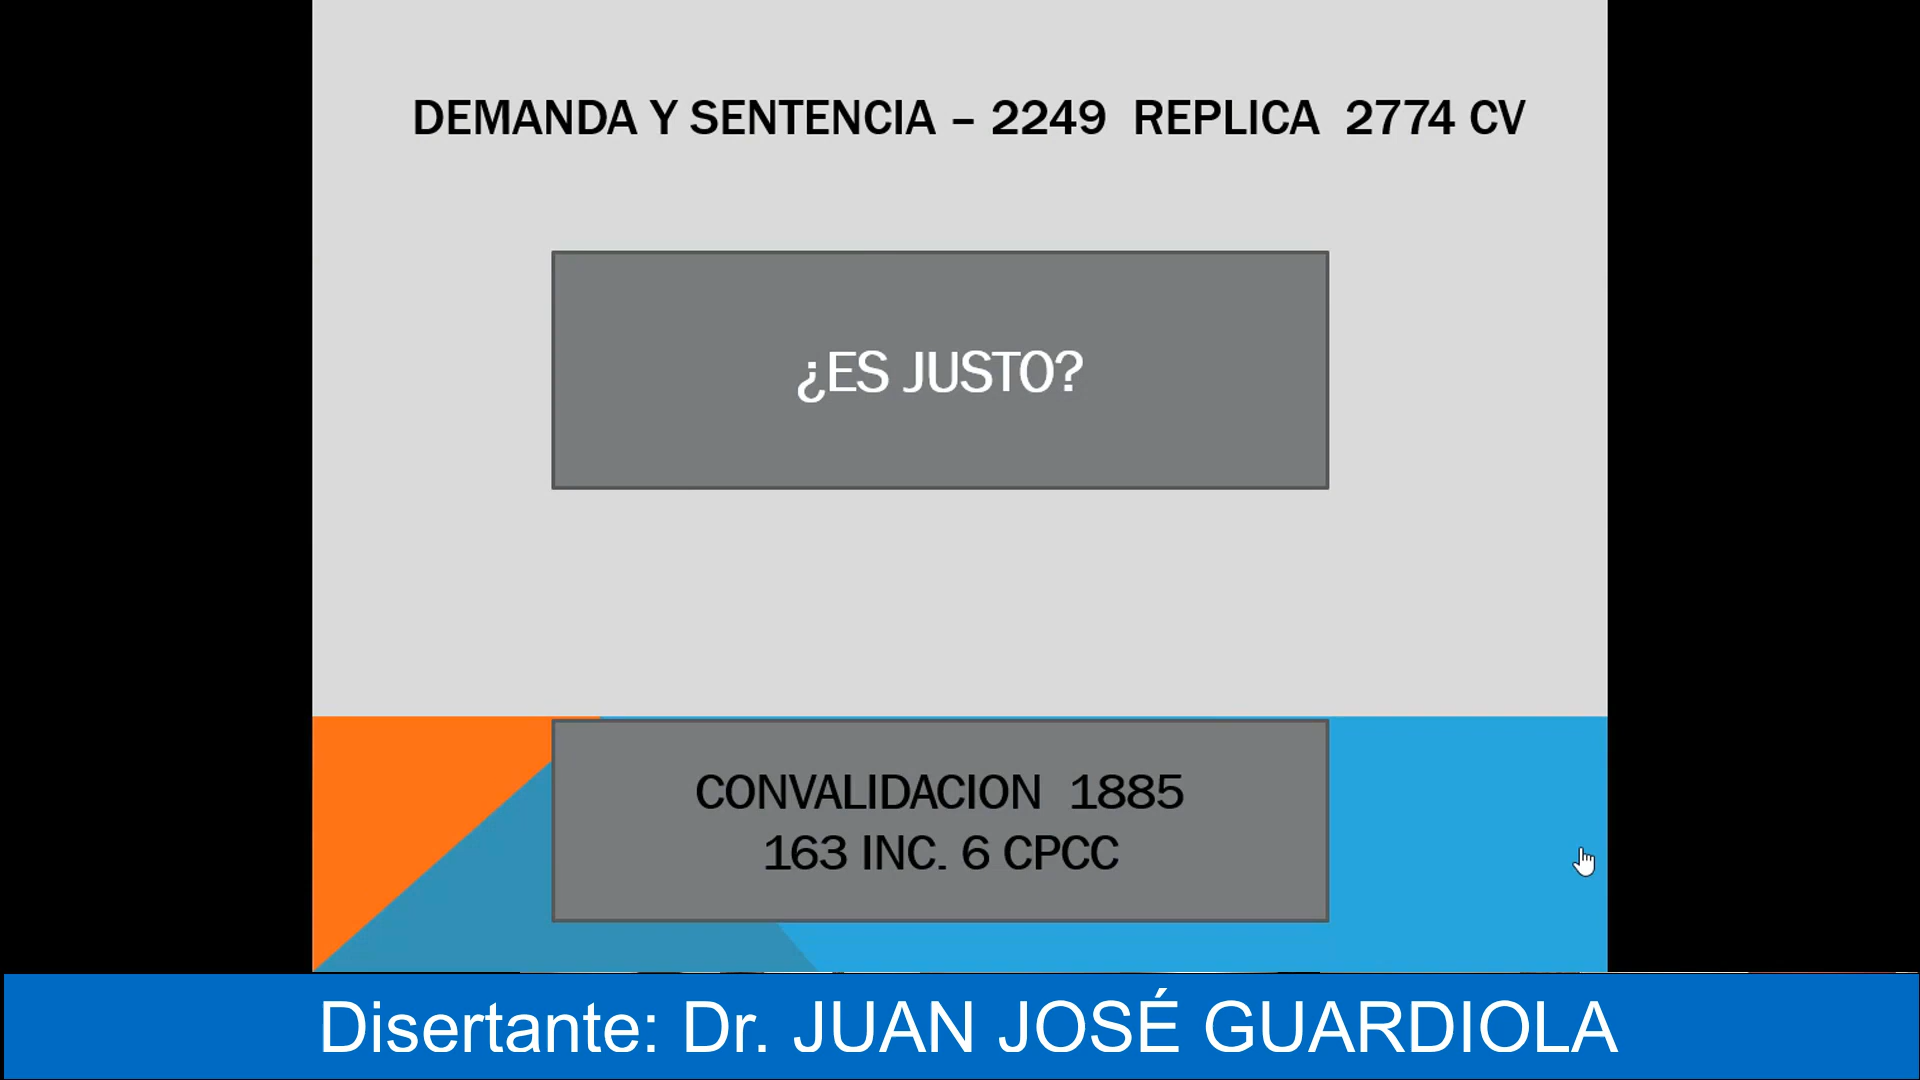 DEMANDA Y SENTENCIA – 2249 REPLICA 2774 CV
¿ES JUSTO?
CONVALIDACION 1885
163 INC. 6 CPCC
Disertante: Dr. JUAN JOSÉ GUARDIOLA